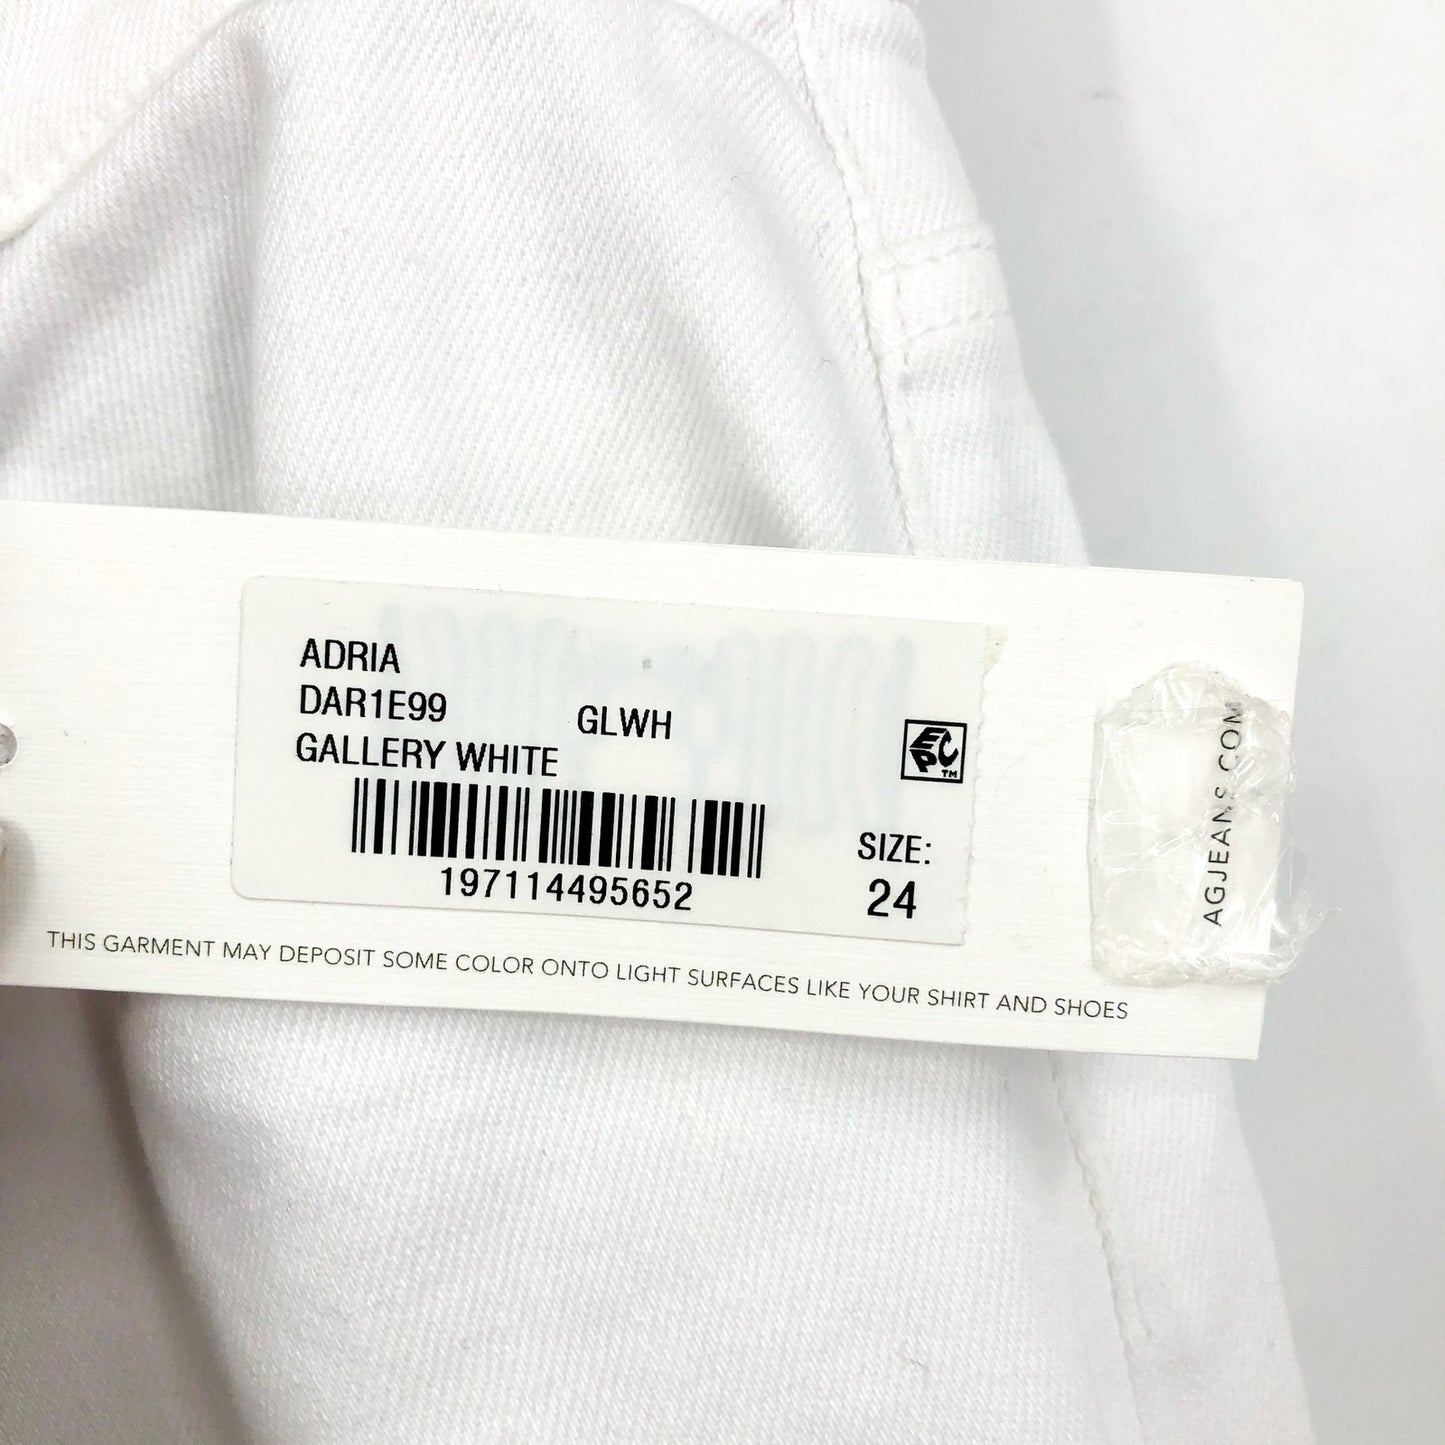 ADRIA
DAR1E99 GLWH
GALLERY WHITE
EPC™
197114495652
SIZE:
24
THIS GARMENT MAY DEPOSIT SOME COLOR ONTO LIGHT SURFACES LIKE YOUR SHIRT AND SHOES
AGJEANS.COM